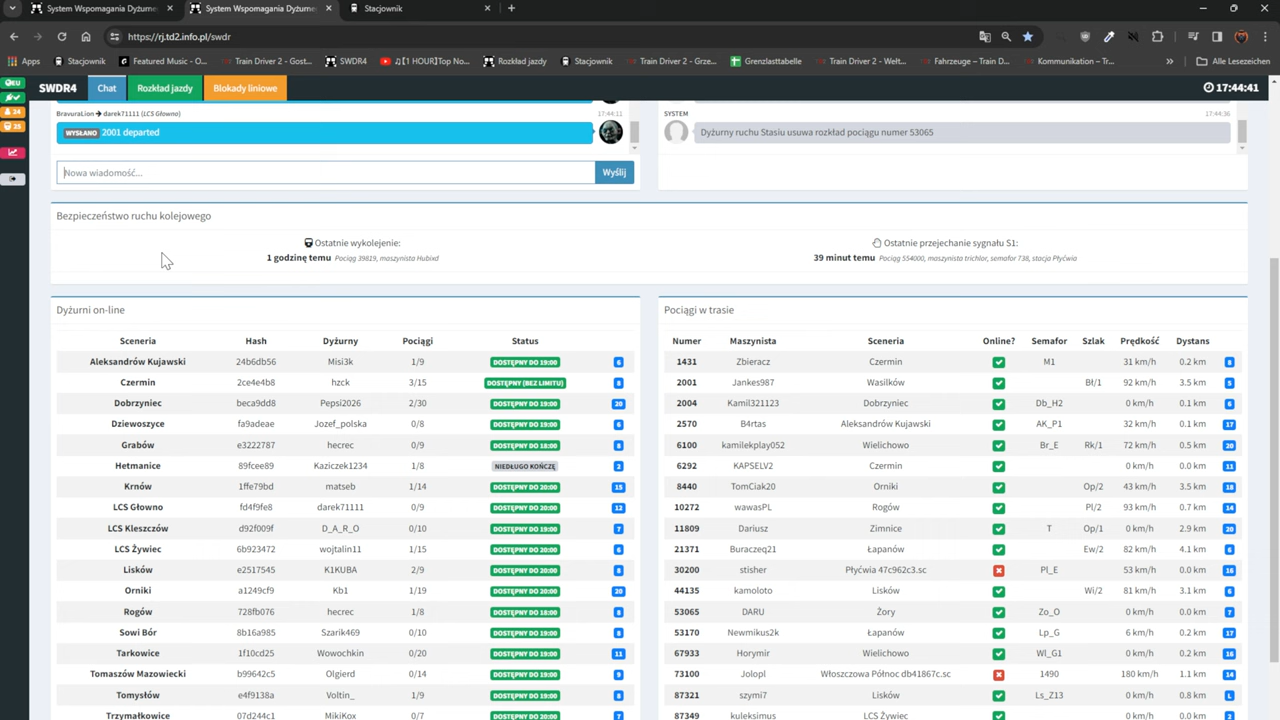 System Wspomagania Dyżurne
System Wspomagania Dyżurne
Stacjownik
https://rj.td2.info.pl/swdr
Apps
Stacjownik
Featured Music - O...
Train Driver 2 - Gost...
SWDR4
[1 HOUR]Top No...
Rozkład jazdy
Stacjownik
Train Driver 2 - Grze...
Grenzlasttabelle
Train Driver 2 - Welt...
Fahrzeuge – Train D...
Kommunikation – Tr...
Alle Lesezeichen
EU
24
25
SWDR4 Chat Rozkład jazdy Blokady liniowe 17:44:41
BravuraLion → darek71111 (LCS Głowno) 17:44:11
WYSŁANO 2001 departed
SYSTEM 17:44:36
Dyżurny ruchu Stasiu usuwa rozkład pociągu numer 53065
Nowa wiadomość... Wyślij
Bezpieczeństwo ruchu kolejowego
Ostatnie wykolejenie:
1 godzinę temu Pociąg 39819, maszynista Hubixd
Ostatnie przejechanie sygnału S1:
39 minut temu Pociąg 554000, maszynista trichlor, semafor 738, stacja Płyćwia
Dyżurni on-line
Sceneria Hash Dyżurny Pociągi Status
Aleksandrów Kujawski 24b6db56 Misi3k 1/9 DOSTĘPNY DO 19:00 6
Czermin 2ce4e4b8 hzck 3/15 DOSTĘPNY (BEZ LIMITU) 8
Dobrzyniec beca9dd8 Pepsi2026 2/30 DOSTĘPNY DO 19:00 20
Dziewoszyce fa9adeae Jozef_polska 0/8 DOSTĘPNY DO 19:00 6
Grabów e3222787 hecrec 0/9 DOSTĘPNY DO 18:00 8
Hetmanice 89fcee89 Kaziczek1234 1/8 NIEDŁUGO KOŃCZĘ 2
Krnów 1ffe79bd matseb 1/14 DOSTĘPNY DO 20:00 15
LCS Głowno fd4f9fe8 darek71111 0/9 DOSTĘPNY DO 20:00 12
LCS Kleszczów d92f009f D_A_R_O 0/10 DOSTĘPNY DO 19:00 7
LCS Żywiec 6b923472 wojtalin11 1/15 DOSTĘPNY DO 20:00 6
Lisków e2517545 K1KUBA 2/9 DOSTĘPNY DO 20:00 8
Orniki a1249cf9 Kb1 1/19 DOSTĘPNY DO 20:00 20
Rogów 728fb076 hecrec 1/8 DOSTĘPNY DO 18:00 8
Sowi Bór 8b16a985 Szarik469 0/10 DOSTĘPNY DO 19:00 8
Tarkowice 1f10cd25 Wowochkin 0/20 DOSTĘPNY DO 19:00 11
Tomaszów Mazowiecki b99642c5 Olgierd 0/14 DOSTĘPNY DO 19:00 9
Tomysłów e4f9138a Voltin_ 1/9 DOSTĘPNY DO 19:00 8
Trzymałkowice 07d244c1 MikiKox 0/7 DOSTĘPNY DO 20:00 7
Pociągi w trasie
Numer Maszynista Sceneria Online? Semafor Szlak Prędkość Dystans
1431 Zbieracz Czermin M1 31 km/h 0.2 km 8
2001 Jankes987 Wasilków Bł/1 92 km/h 3.5 km 5
2004 Kamil321123 Dobrzyniec Db_H2 0 km/h 0.1 km 6
2570 B4rtas Aleksandrów Kujawski AK_P1 32 km/h 0.1 km 17
6100 kamilekplay052 Wielichowo Br_E Rk/1 72 km/h 0.5 km 20
6292 KAPSELV2 Czermin 0 km/h 0.0 km 11
8440 TomCiak20 Orniki Op/2 43 km/h 3.5 km 18
10272 wawasPL Rogów Pl/2 93 km/h 0.7 km 14
11809 Dariusz Zimnice T Op/1 0 km/h 2.9 km 20
21371 Buraczeq21 Łapanów Ew/2 82 km/h 4.1 km 6
30200 stisher Płyćwia 47c962c3.sc Pl_E 53 km/h 0.0 km 16
44135 kamoloto Lisków Wi/2 81 km/h 3.1 km 6
53065 DARU Żory Zo_O 0 km/h 0.0 km 7
53170 Newmikus2k Łapanów Lp_G 6 km/h 0.2 km 17
67933 Horymir Wielichowo Wl_G1 0 km/h 0.2 km 16
73100 Jolopl Włoszczowa Północ db41867c.sc 1490 180 km/h 1.1 km 14
87321 szymi7 Lisków Ls_Z13 0 km/h 0.8 km L
87349 kuleksimus LCS Żywiec 0 km/h 0.0 km 2